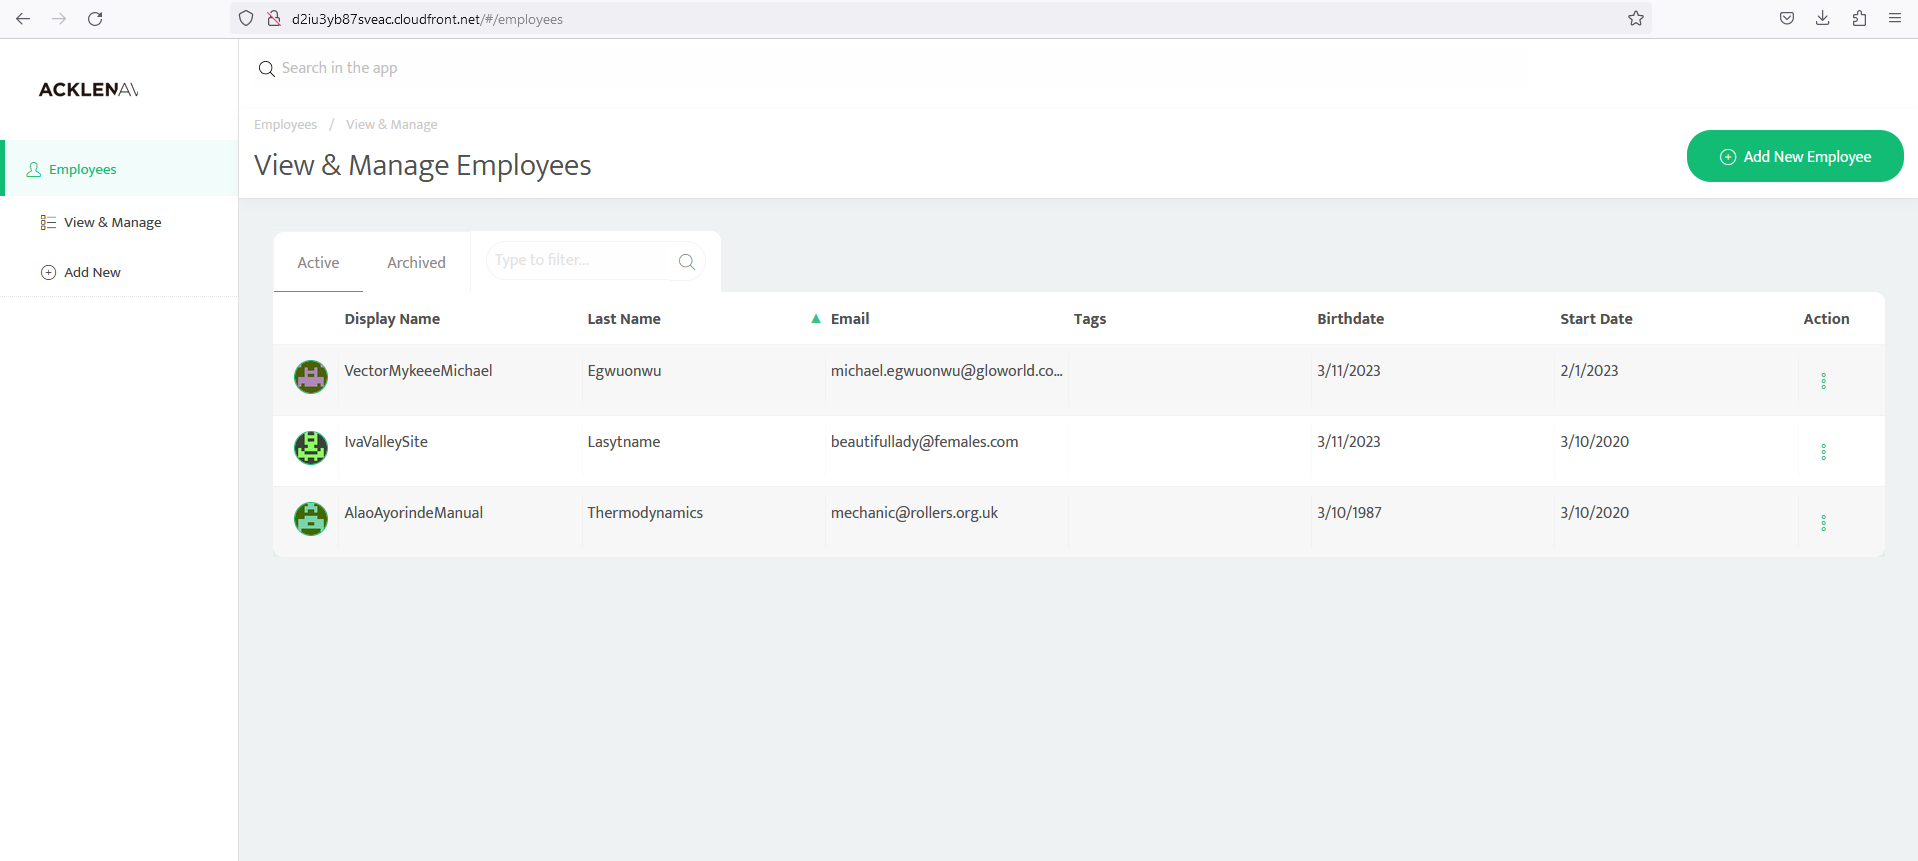 d2iu3yb87sveac.cloudfront.net/#/employees
ACKLENAV
Search in the app
Employees / View & Manage
View & Manage Employees
Add New Employee
Employees
View & Manage
Add New
Active Archived Type to filter...
Display Name Last Name ▲ Email Tags Birthdate Start Date Action
VectorMykeeeMichael Egwuonwu michael.egwuonwu@gloworld.co... 3/11/2023 2/1/2023
IvaValleySite Lasytname beautifullady@females.com 3/11/2023 3/10/2020
AlaoAyorindeManual Thermodynamics mechanic@rollers.org.uk 3/10/1987 3/10/2020